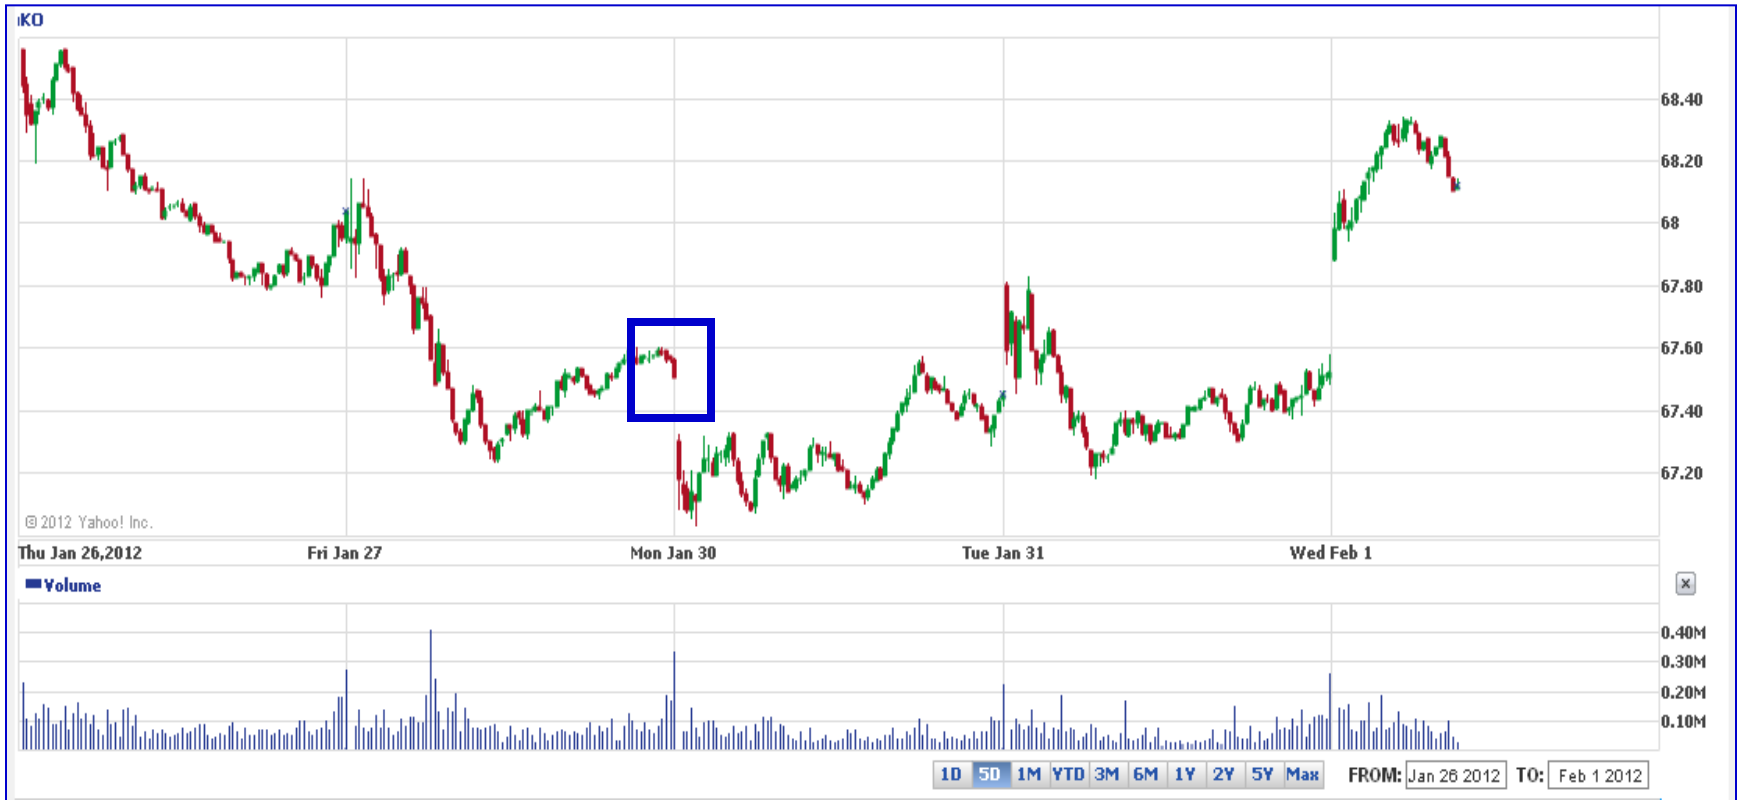 KO
68.40
68.20
68
67.80
67.60
67.40
67.20
© 2012 Yahoo! Inc.
Thu Jan 26,2012 Fri Jan 27 Mon Jan 30 Tue Jan 31 Wed Feb 1
Volume x
0.40M
0.30M
0.20M
0.10M
1D 5D 1M YTD 3M 6M 1Y 2Y 5Y Max FROM: Jan 26 2012 TO: Feb 1 2012